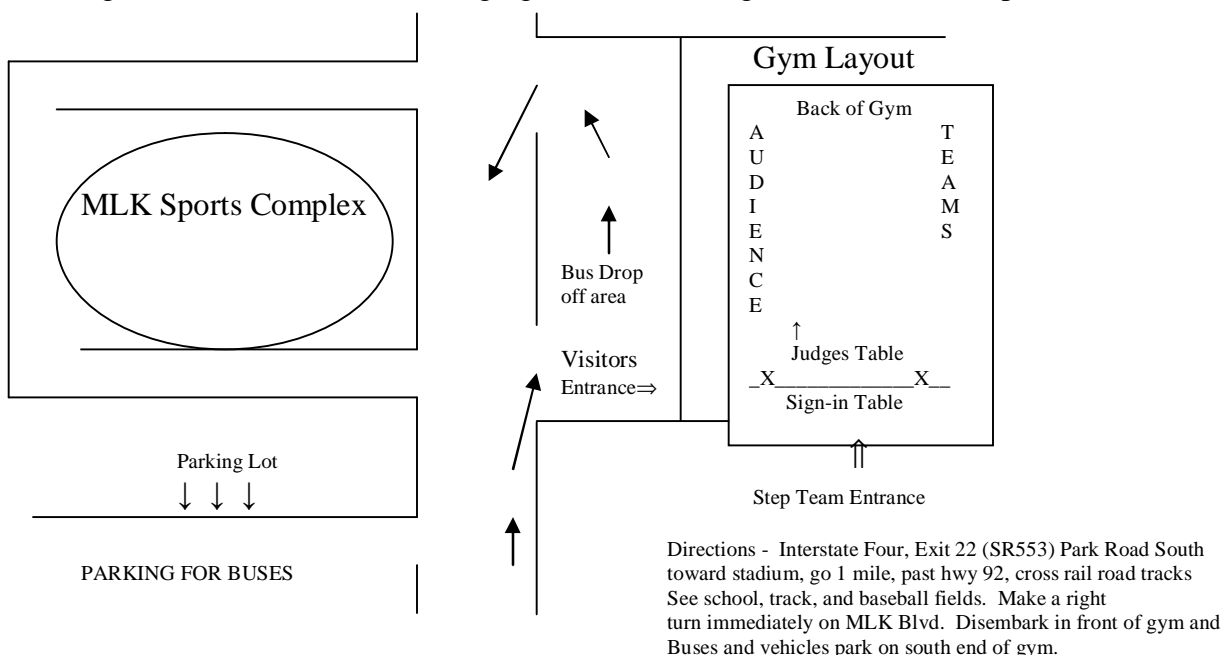 Gym Layout
Back of Gym
A
U
D
I
E
N
C
E
T
E
A
M
S
MLK Sports Complex
Bus Drop
off area
↑
Judges Table
Visitors
Entrance⇒
_X_____________X__
Sign-in Table
⇑
Parking Lot
↓ ↓ ↓
Step Team Entrance
PARKING FOR BUSES
Directions - Interstate Four, Exit 22 (SR553) Park Road South
toward stadium, go 1 mile, past hwy 92, cross rail road tracks
See school, track, and baseball fields. Make a right
turn immediately on MLK Blvd. Disembark in front of gym and
Buses and vehicles park on south end of gym.